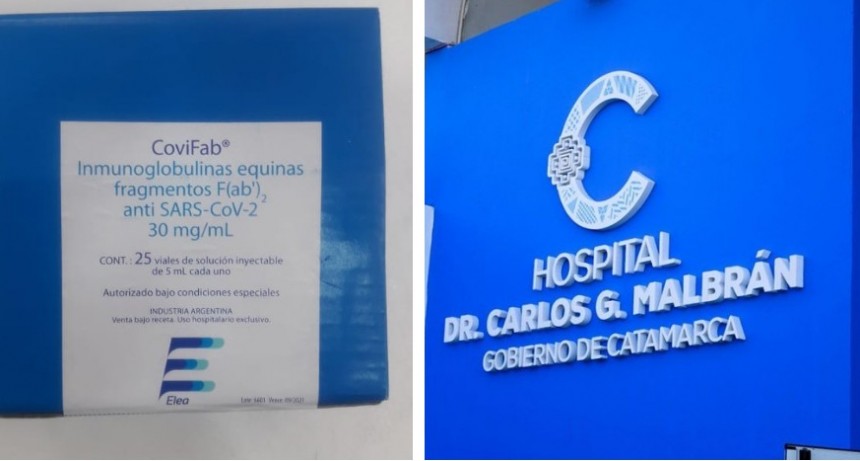 CoviFab®
Inmunoglobulinas equinas
fragmentos F(ab')2
anti SARS-CoV-2
30 mg/mL
CONT.: 25 viales de solución inyectable
de 5 mL cada uno
Autorizado bajo condiciones especiales
INDUSTRIA ARGENTINA
Venta bajo receta. Uso hospitalario exclusivo.
Elea
C
HOSPITAL
DR. CARLOS G. MALBRÁN
GOBIERNO DE CATAMARCA